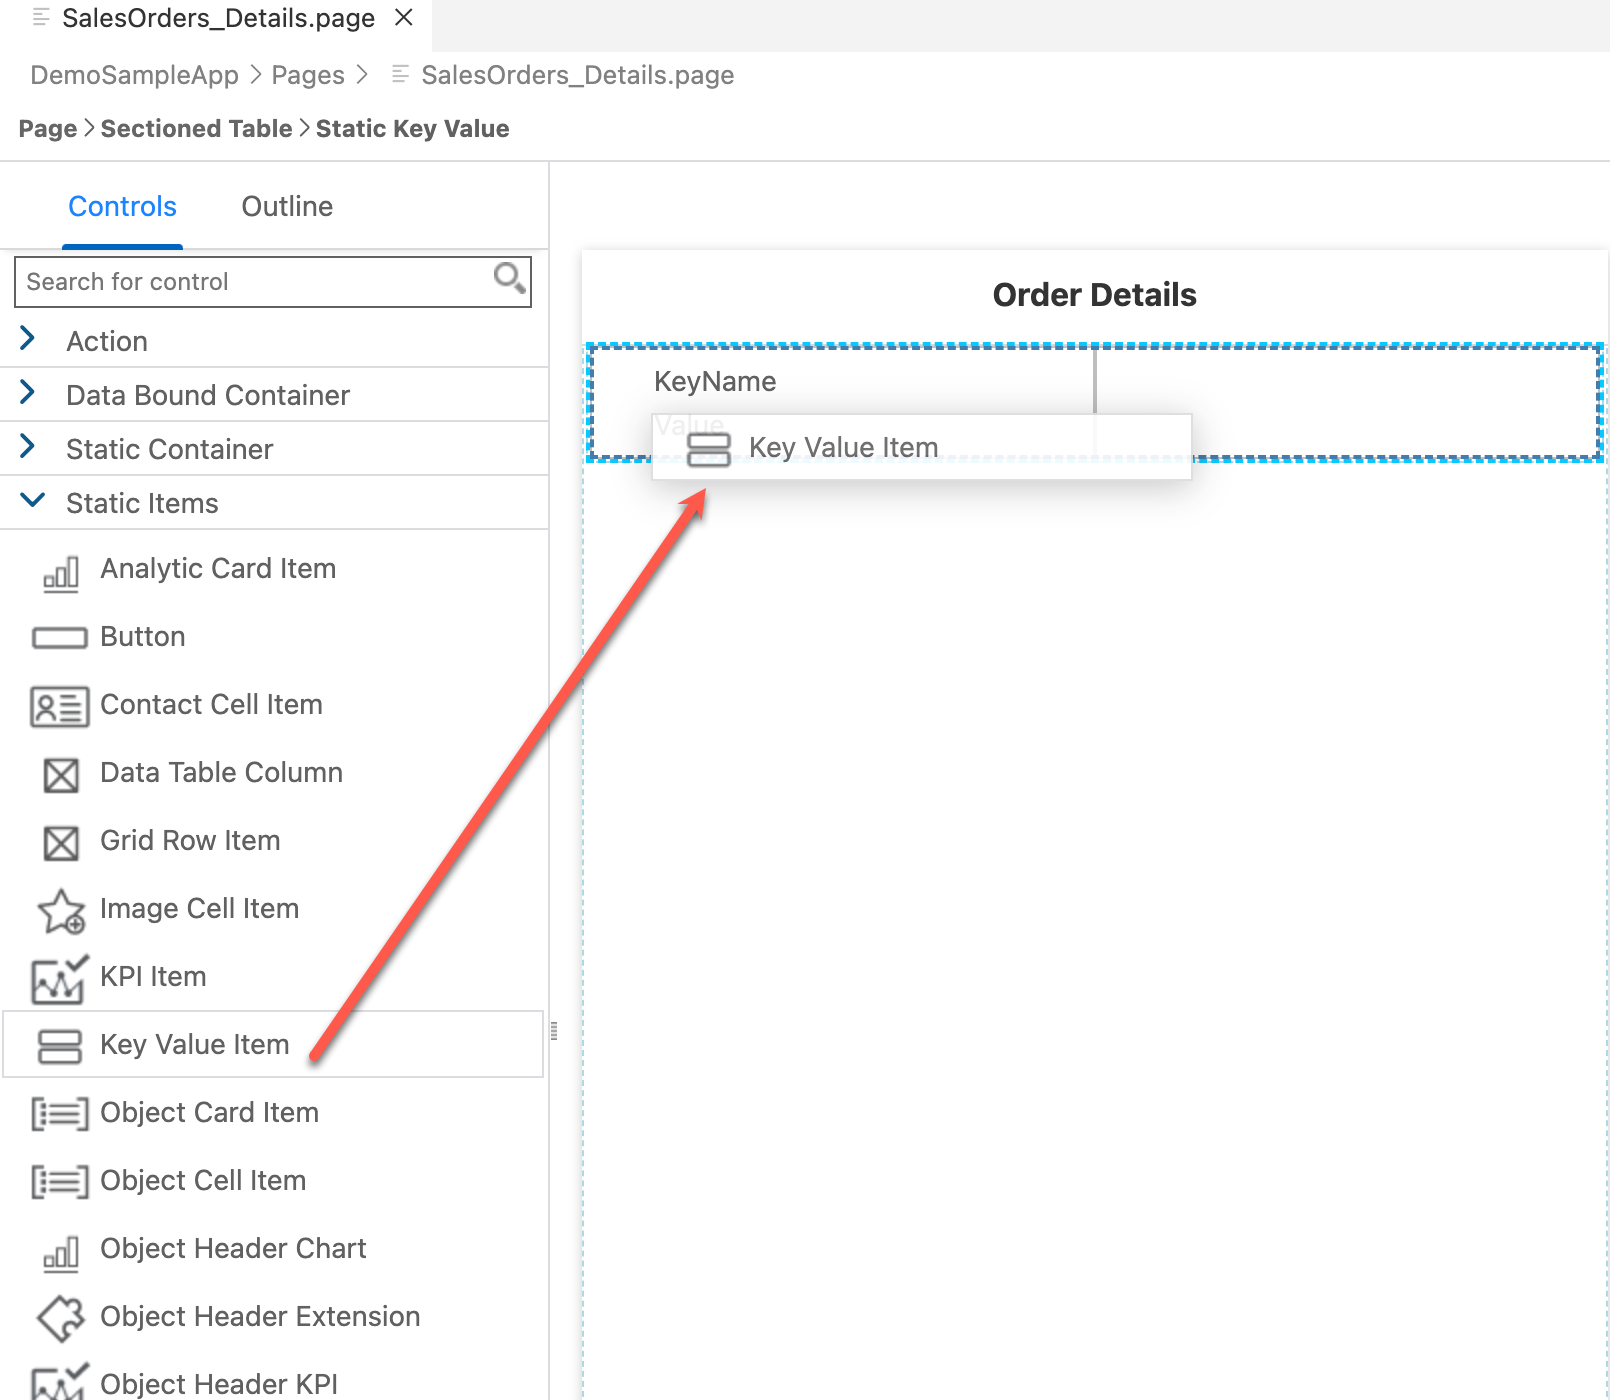 SalesOrders_Details.page
DemoSampleApp > Pages > SalesOrders_Details.page
Page > Sectioned Table > Static Key Value
Controls
Outline
Search for control
Action
Data Bound Container
Static Container
Static Items
Analytic Card Item
Button
Contact Cell Item
Data Table Column
Grid Row Item
Image Cell Item
KPI Item
Key Value Item
Object Card Item
Object Cell Item
Object Header Chart
Object Header Extension
Object Header KPI
Order Details
KeyName
Value
Key Value Item